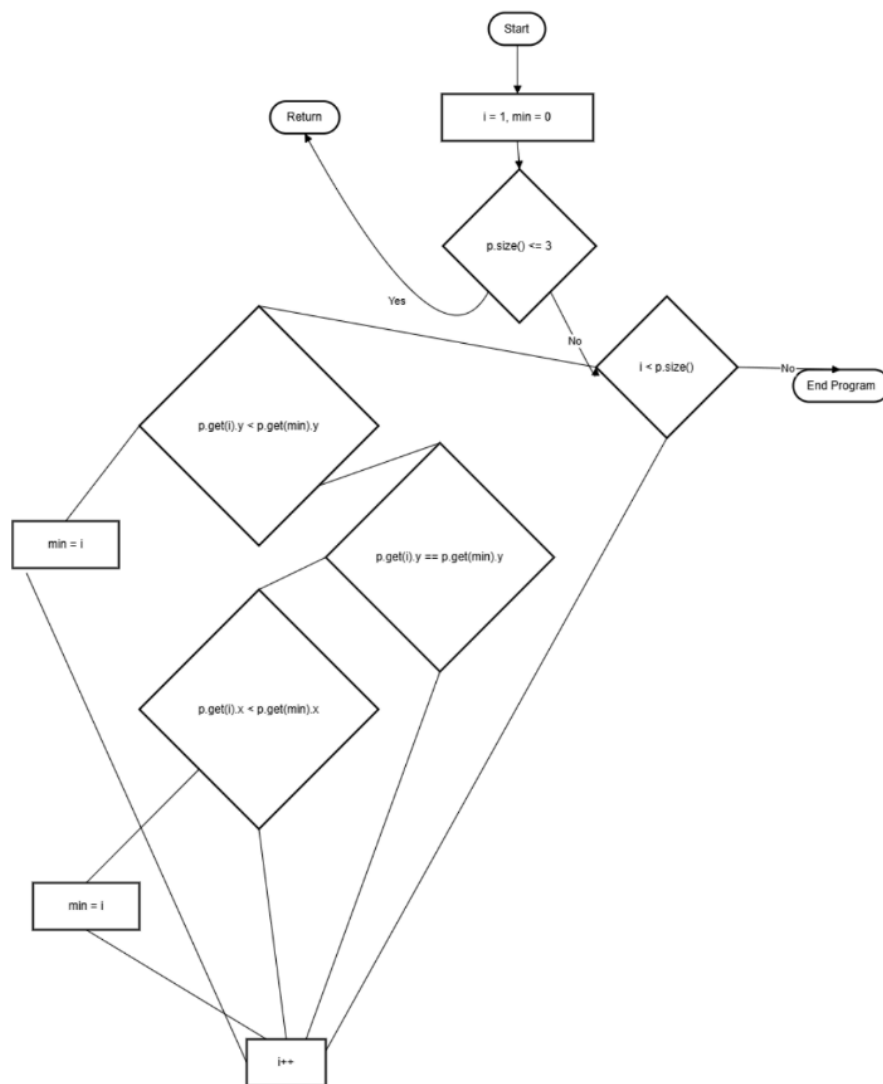 Start
i = 1, min = 0
Return
p.size() <= 3
Yes
No
i < p.size()
No
End Program
p.get(i).y < p.get(min).y
min = i
p.get(i).y == p.get(min).y
p.get(i).x < p.get(min).x
min = i
i++